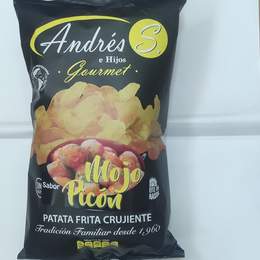 Andrés S.
e Hijos
Gourmet
Sabor
Mojo
Picón
PATATA FRITA CRUJIENTE
Tradición Familiar desde 1,960